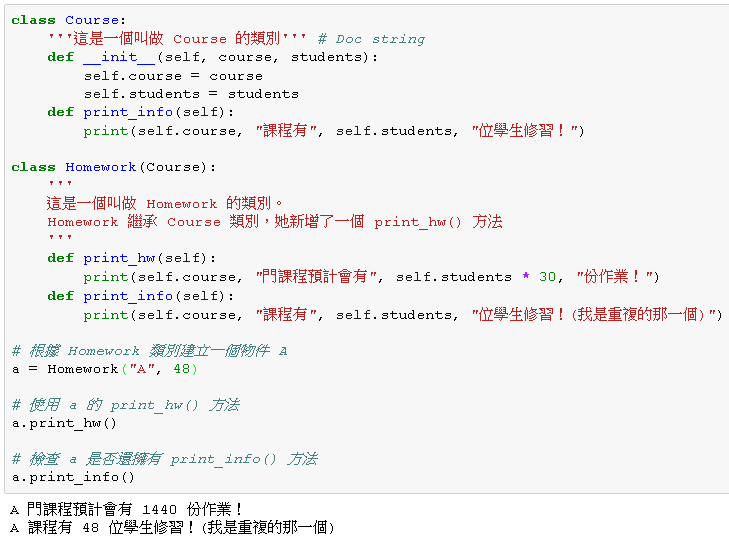 class Course:
    '''這是一個叫做 Course 的類別''' # Doc string
    def __init__(self, course, students):
        self.course = course
        self.students = students
    def print_info(self):
        print(self.course, "課程有", self.students, "位學生修習！")
class Homework(Course):
    '''
    這是一個叫做 Homework 的類別。
    Homework 繼承 Course 類別，她新增了一個 print_hw() 方法
    '''
    def print_hw(self):
        print(self.course, "門課程預計會有", self.students * 30, "份作業！")
    def print_info(self):
        print(self.course, "課程有", self.students, "位學生修習！(我是重複的那一個)")
# 根據 Homework 類別建立一個物件 A
a = Homework("A", 48)
# 使用 a 的 print_hw() 方法
a.print_hw()
# 檢查 a 是否還擁有 print_info() 方法
a.print_info()
A 門課程預計會有 1440 份作業！
A 課程有 48 位學生修習！(我是重複的那一個)